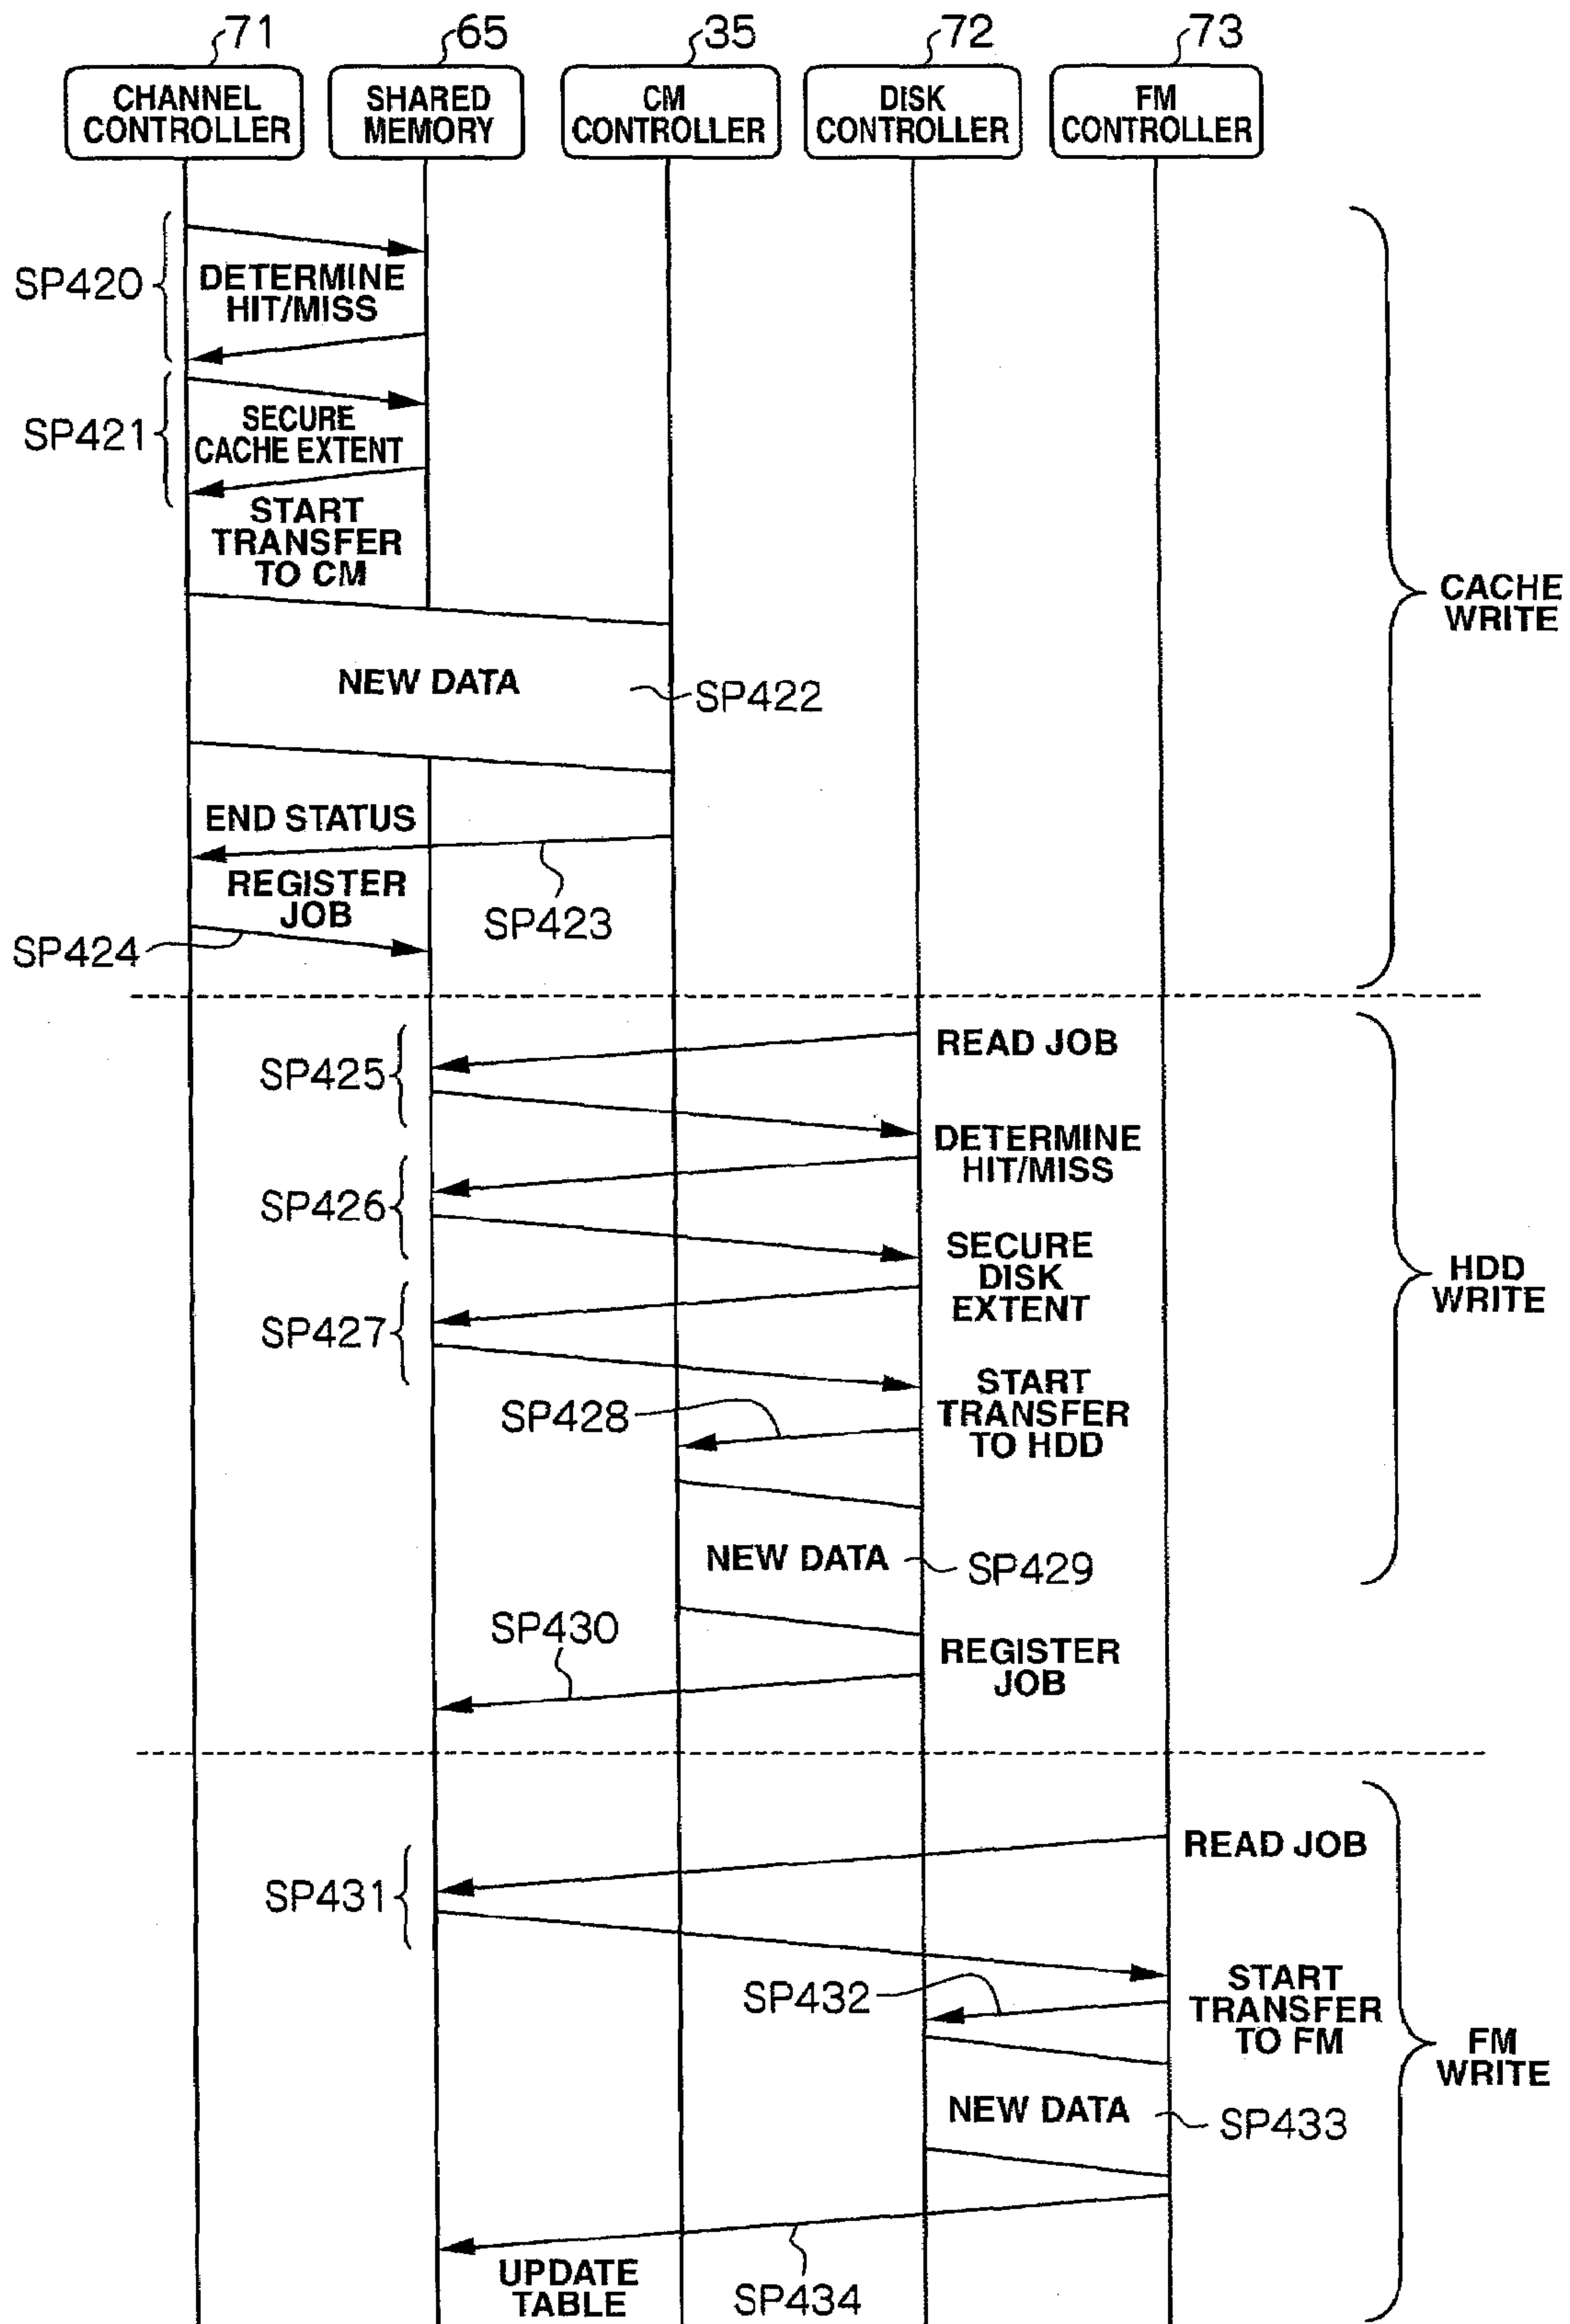 71
65
35
72
73
CHANNEL
CONTROLLER
SHARED
MEMORY
CM
CONTROLLER
DISK
CONTROLLER
FM
CONTROLLER
SP420
DETERMINE
HIT/MISS
SP421
SECURE
CACHE EXTENT
START
TRANSFER
TO CM
CACHE
WRITE
NEW DATA
SP422
END STATUS
REGISTER
JOB
SP423
SP424
READ JOB
SP425
DETERMINE
HIT/MISS
SP426
SECURE
DISK
EXTENT
HDD
WRITE
SP427
START
TRANSFER
TO HDD
SP428
NEW DATA
SP429
SP430
REGISTER
JOB
READ JOB
SP431
START
TRANSFER
TO FM
SP432
FM
WRITE
NEW DATA
SP433
UPDATE
TABLE
SP434